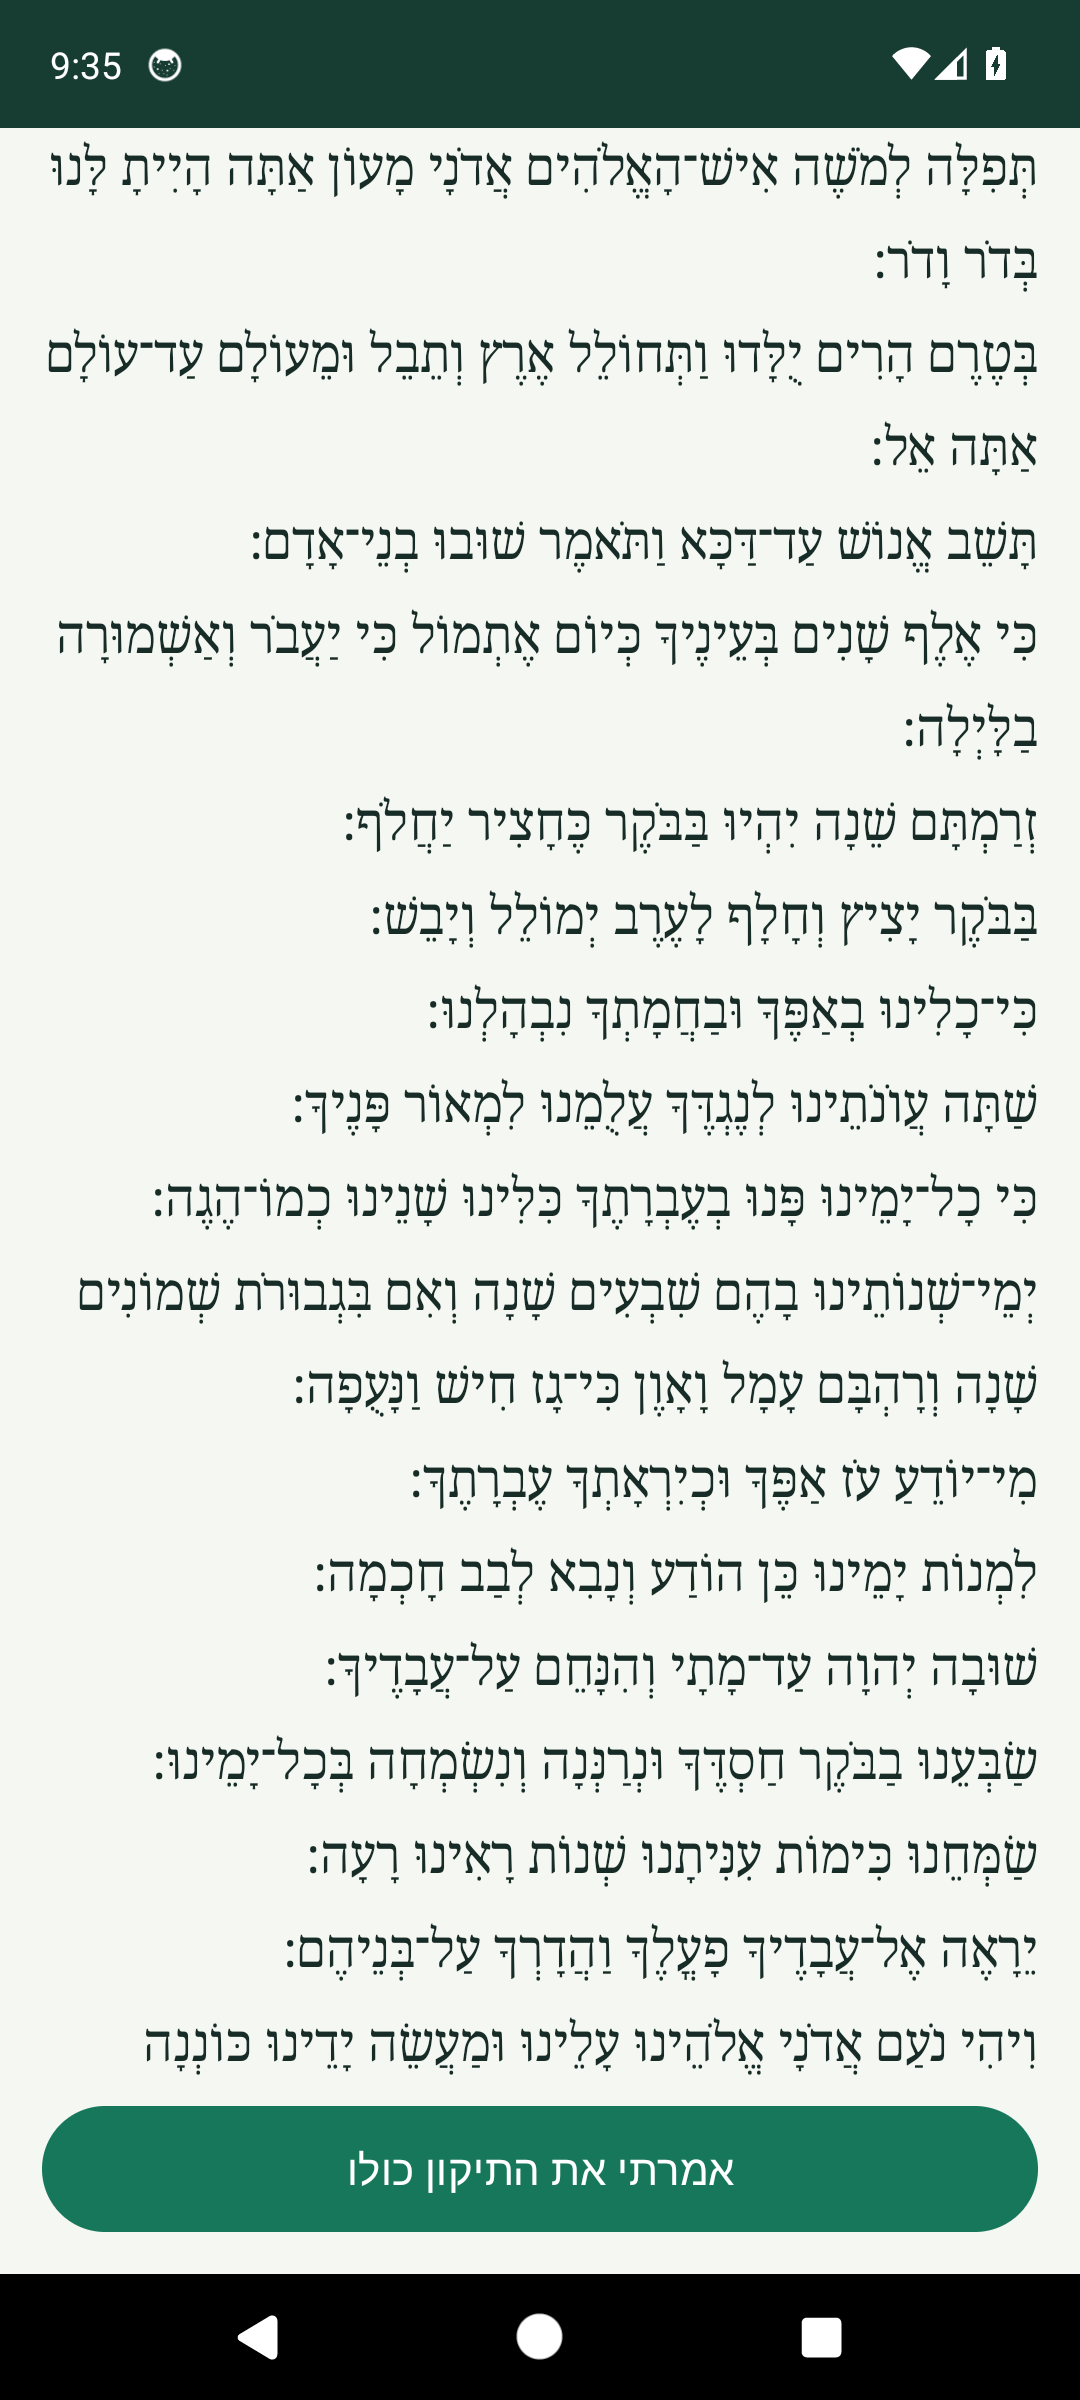 9:35
תְּפִלָּה לְמֹשֶׁה אִישׁ־הָאֱלֹהִים אֲדֹנָי מָעוֹן אַתָּה הָיִיתָ לָּנוּ
בְּדֹר וָדֹר:
בְּטֶרֶם הָרִים יֻלָּדוּ וַתְּחוֹלֵל אֶרֶץ וְתֵבֵל וּמֵעוֹלָם עַד־עוֹלָם
אַתָּה אֵל:
תָּשֵׁב אֱנוֹשׁ עַד־דַּכָּא וַתֹּאמֶר שׁוּבוּ בְנֵי־אָדָם:
כִּי אֶלֶף שָׁנִים בְּעֵינֶיךָ כְּיוֹם אֶתְמוֹל כִּי יַעֲבֹר וְאַשְׁמוּרָה
בַלָּיְלָה:
זְרַמְתָּם שֵׁנָה יִהְיוּ בַּבֹּקֶר כֶּחָצִיר יַחֲלֹף:
בַּבֹּקֶר יָצִיץ וְחָלָף לָעֶרֶב יְמוֹלֵל וְיָבֵשׁ:
כִּי־כָלִינוּ בְאַפֶּךָ וּבַחֲמָתְךָ נִבְהָלְנוּ:
שַׁתָּה עֲוֺנֹתֵינוּ לְנֶגְדֶּךָ עֲלֻמֵנוּ לִמְאוֹר פָּנֶיךָ:
כִּי כָל־יָמֵינוּ פָּנוּ בְעֶבְרָתֶךָ כִּלִּינוּ שָׁנֵינוּ כְמוֹ־הֶגֶה:
יְמֵי־שְׁנוֹתֵינוּ בָהֶם שִׁבְעִים שָׁנָה וְאִם בִּגְבוּרֹת שְׁמוֹנִים
שָׁנָה וְרָהְבָּם עָמָל וָאָוֶן כִּי־גָז חִישׁ וַנָּעֻפָה:
מִי־יוֹדֵעַ עֹז אַפֶּךָ וּכְיִרְאָתְךָ עֶבְרָתֶךָ:
לִמְנוֹת יָמֵינוּ כֵּן הוֹדַע וְנָבִא לְבַב חָכְמָה:
שׁוּבָה יְהוָה עַד־מָתָי וְהִנָּחֵם עַל־עֲבָדֶיךָ:
שַׂבְּעֵנוּ בַבֹּקֶר חַסְדֶּךָ וּנְרַנְּנָה וְנִשְׂמְחָה בְּכָל־יָמֵינוּ:
שַׂמְּחֵנוּ כִּימוֹת עִנִּיתָנוּ שְׁנוֹת רָאִינוּ רָעָה:
יֵרָאֶה אֶל־עֲבָדֶיךָ פָעֳלֶךָ וַהֲדָרְךָ עַל־בְּנֵיהֶם:
וִיהִי נֹעַם אֲדֹנָי אֱלֹהֵינוּ עָלֵינוּ וּמַעֲשֵׂה יָדֵינוּ כּוֹנְנָה
אמרתי את התיקון כולו